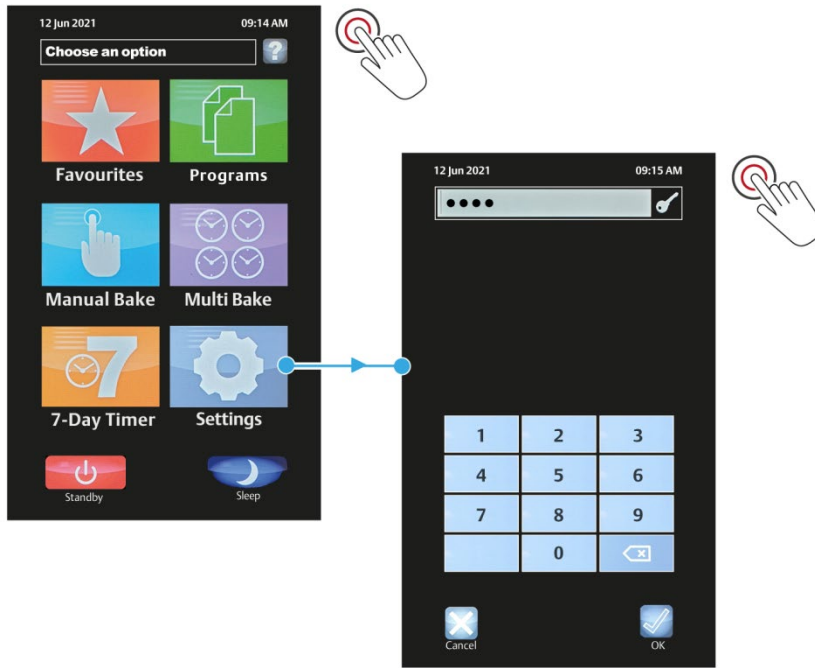 12 Jun 2021 09:14 AM
Choose an option ?
Favourites Programs
Manual Bake Multi Bake
7
7-Day Timer Settings
Standby Sleep
12 Jun 2021 09:15 AM
1 2 3
4 5 6
7 8 9
0
Cancel OK